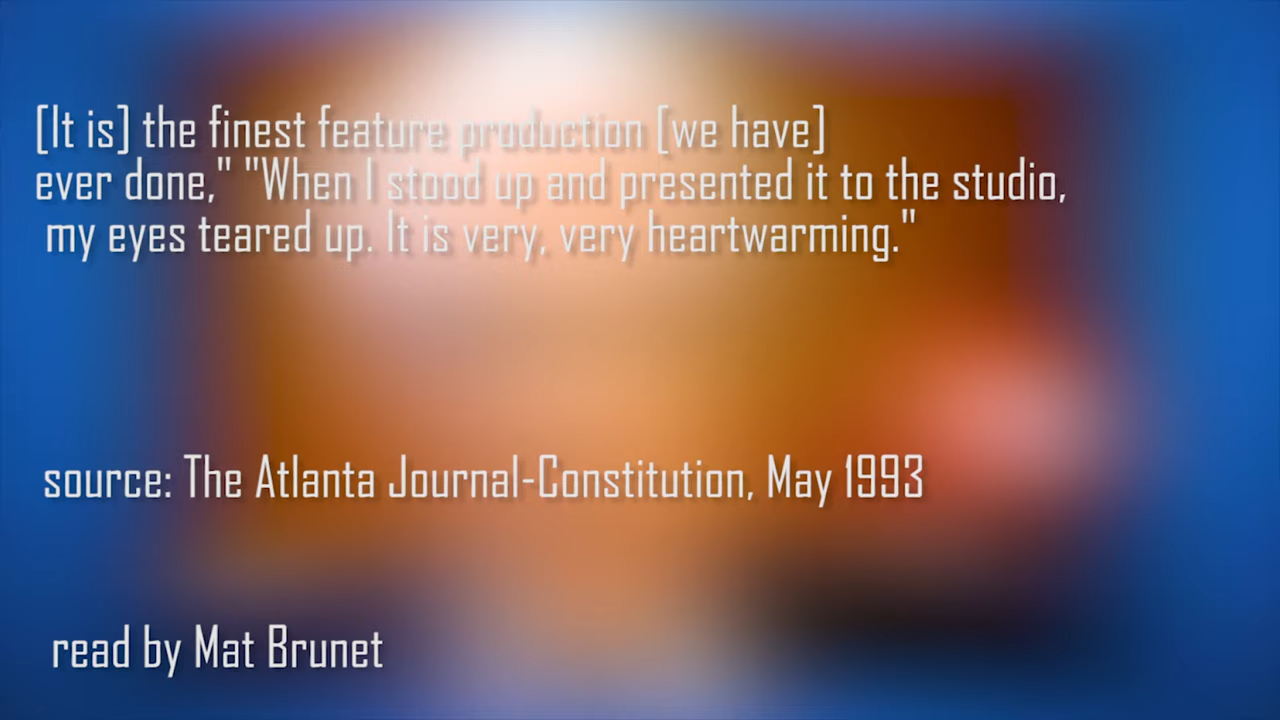 [It is] the finest feature production [we have]
ever done," "When I stood up and presented it to the studio,
my eyes teared up. It is very, very heartwarming."
source: The Atlanta Journal-Constitution, May 1993
read by Mat Brunet